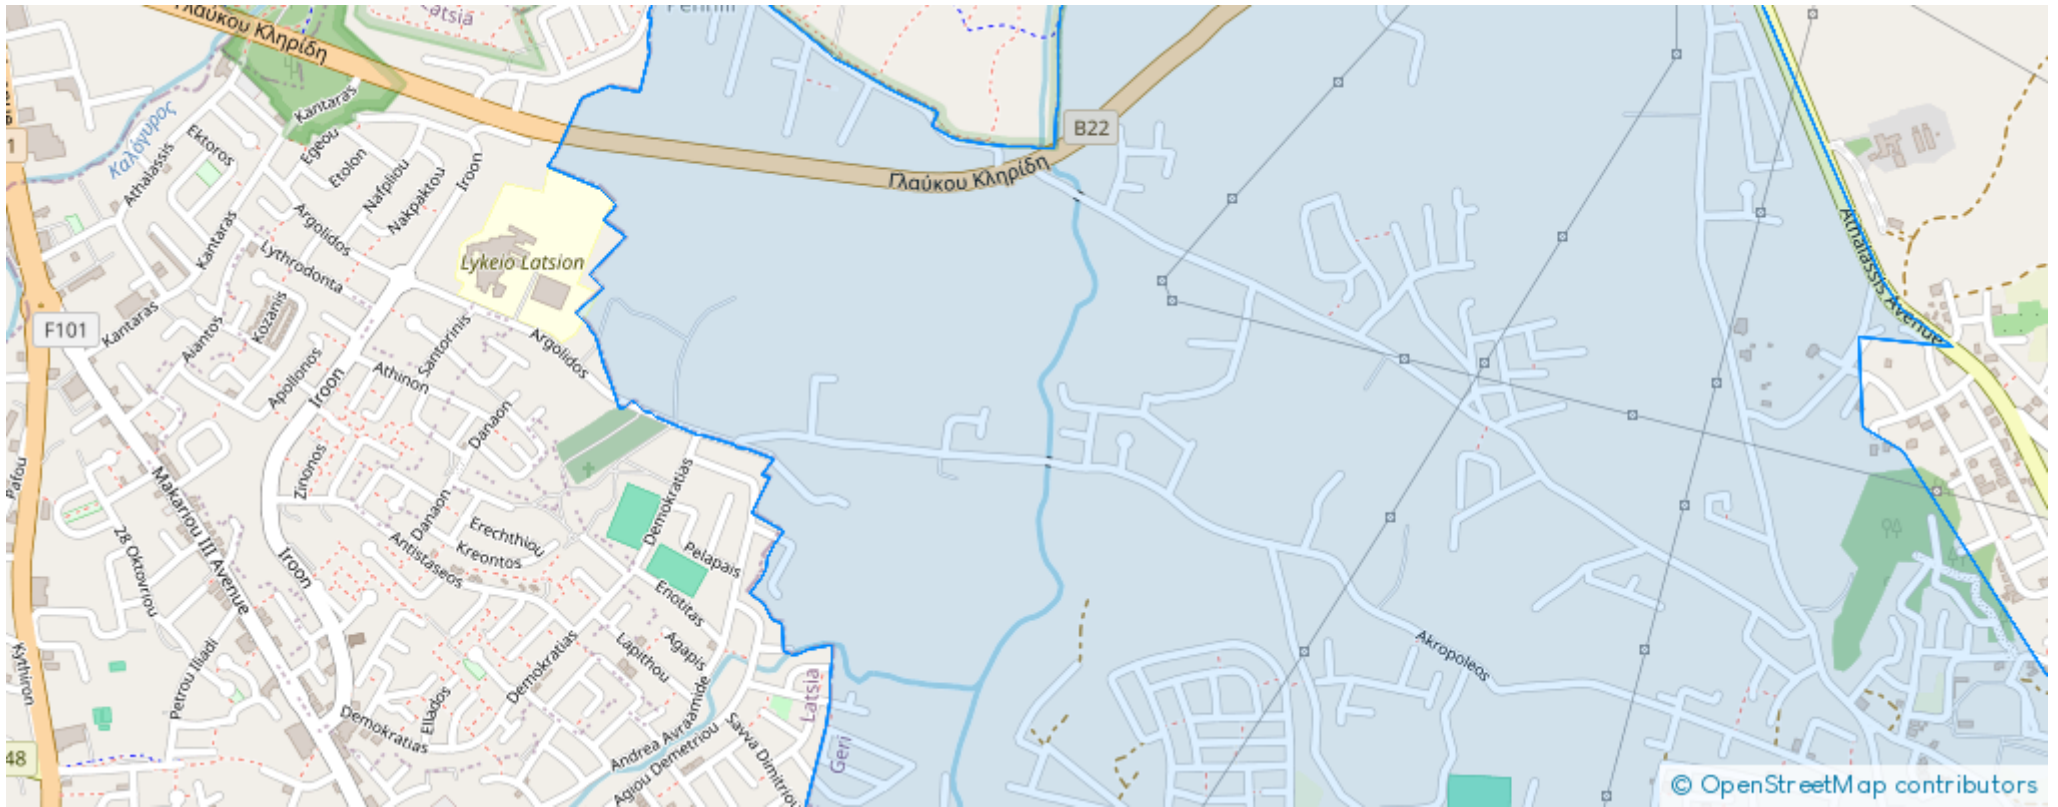 Latsia
Γλαύκου Κληρίδη
Kantaras
B22
Γλαύκου Κληρίδη
1
Καλόγυρος
Ektoros
Egeou
Athalassis
Etolon
Nafpliou
Nakpaktou
Iroon
Argolidos
Kantaras
Lythrodonta
Lykeio Latsion
Athalassis Avenue
F101
Kantaras
Kozanis
Aiantos
Santorinis
Argolidos
Apollonos
Athinon
Iroon
Danaon
Zinonos
Pafou
Makariou III Avenue
Demokratias
Danaon
Erechthiou
Antistaseos
Kreontos
Pelapais
28 Oktovriou
Iroon
Eriotitas
Kythiron
Petrou Iliadi
Lapithou
Agapis
Akropoleos
Demokratias
Ellados
Demokratias
Andrea Avraamide
Savva Dimitriou
Agiou Demetriou
Latsia
Geri
48
© OpenStreetMap contributors